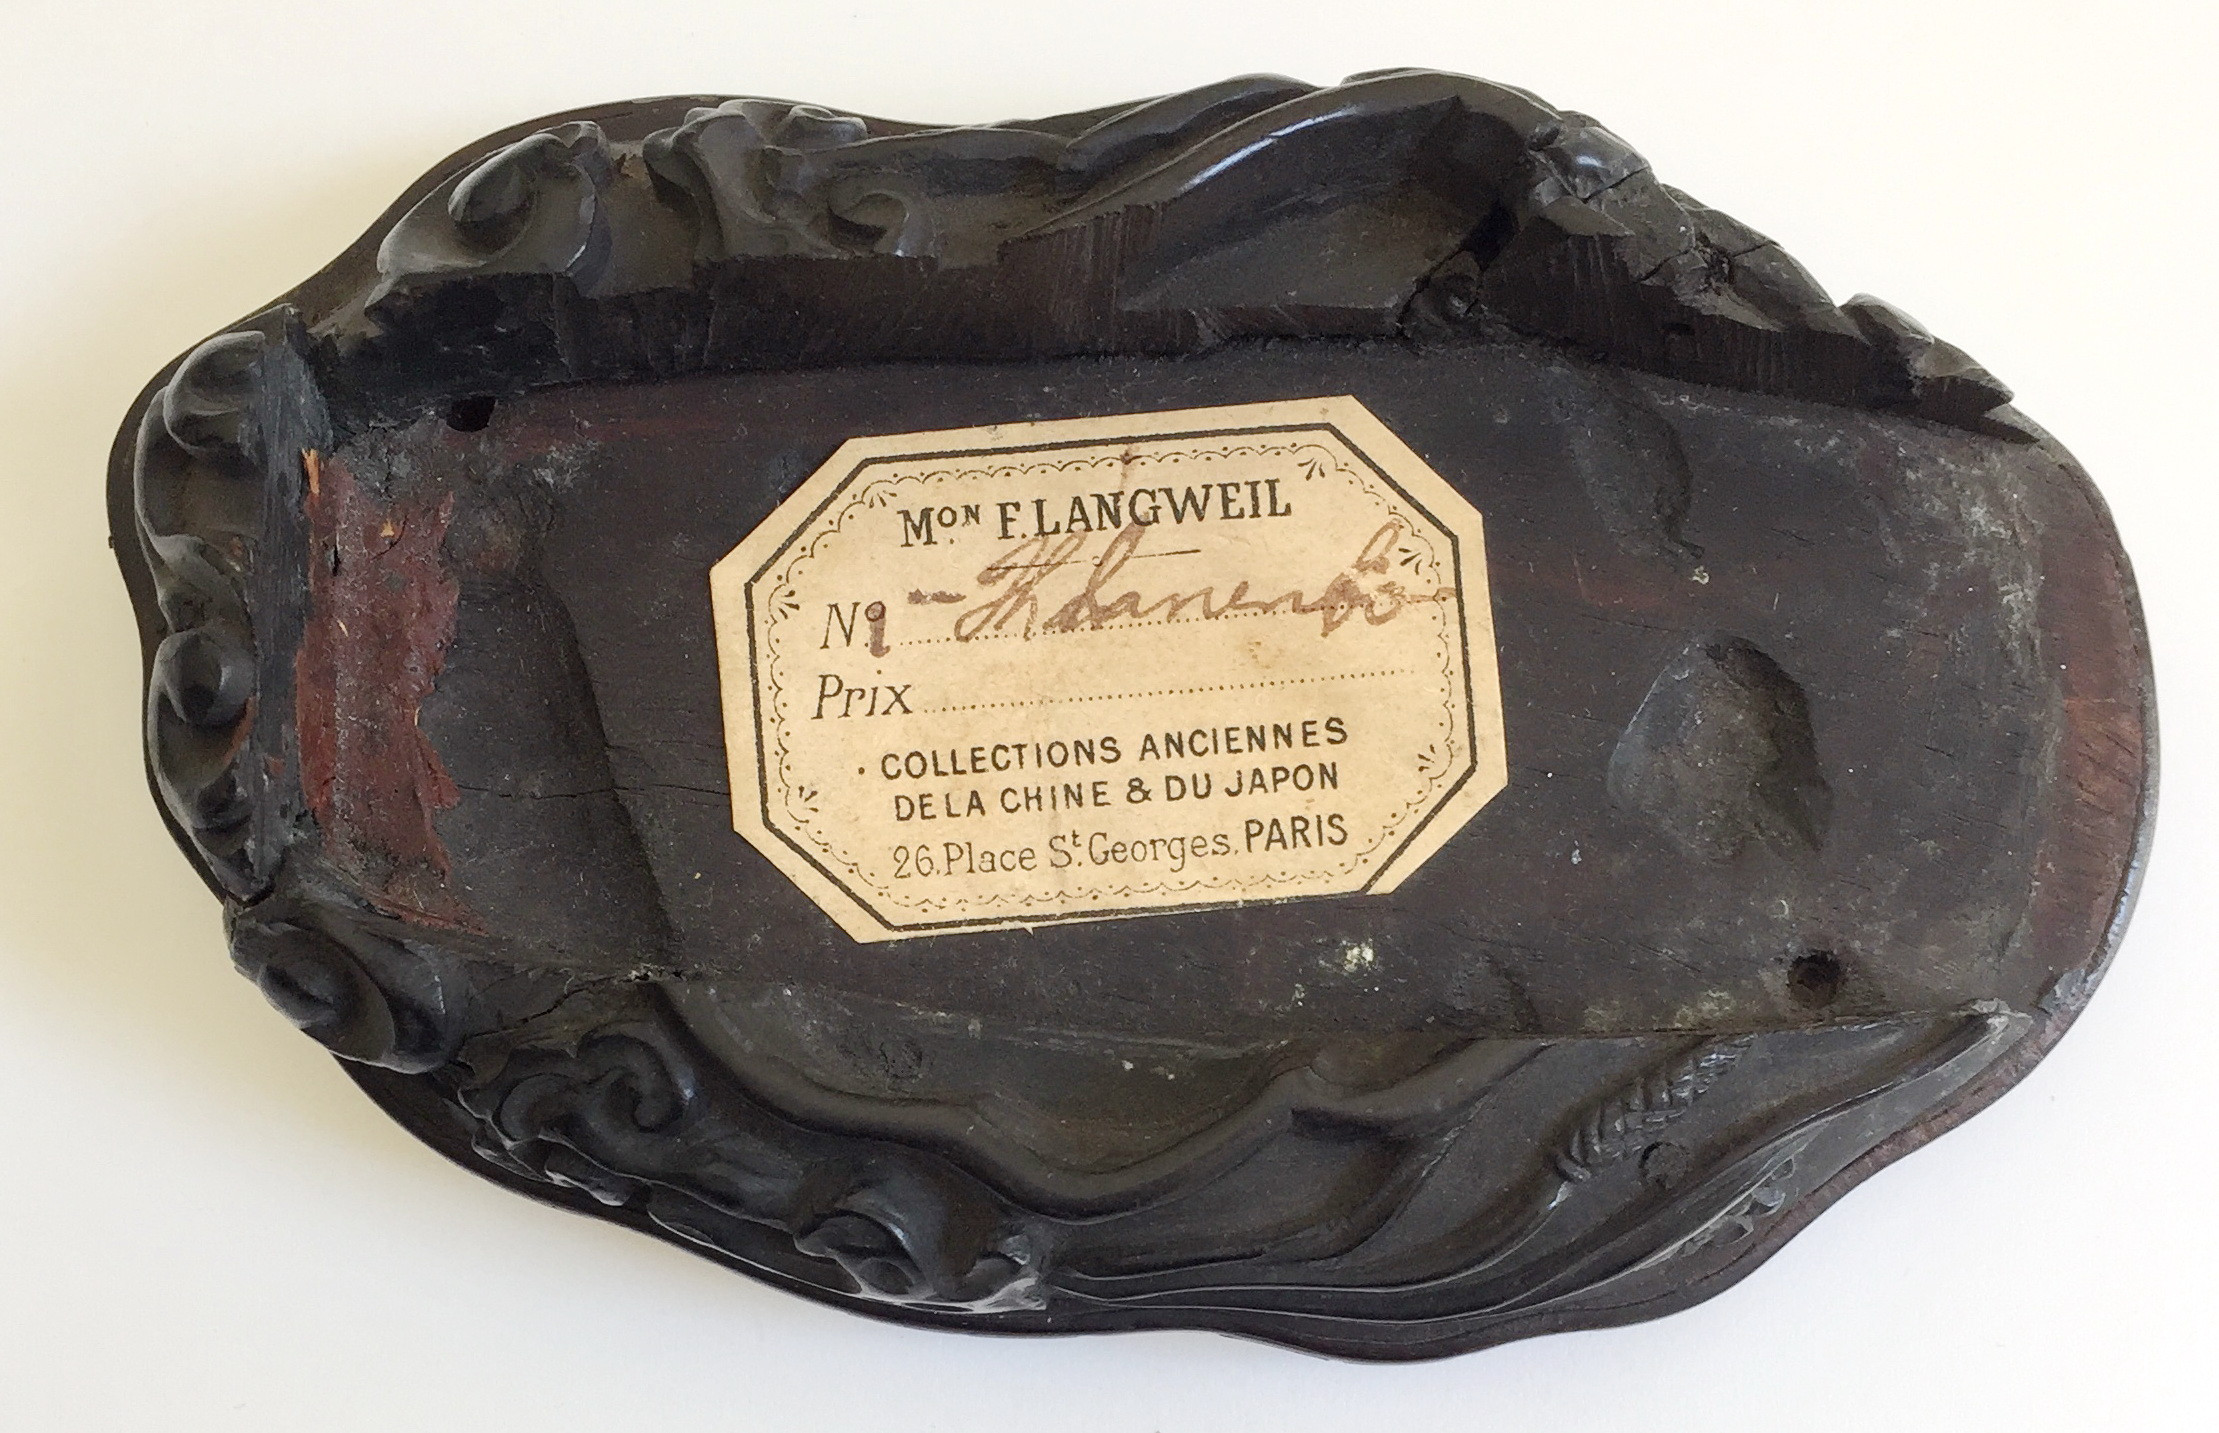 Mon F. LANGWEIL
No
Prix
COLLECTIONS ANCIENNES
DE LA CHINE & DU JAPON
26, Place St. Georges, PARIS